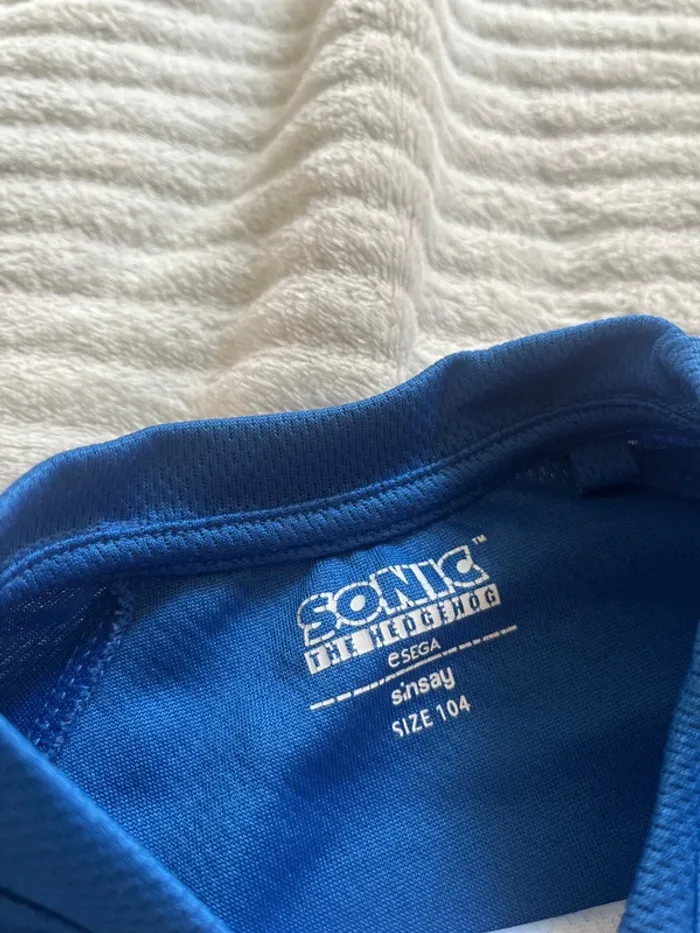 SONIC™
THE HEDGEHOG
©SEGA
sinsay
SIZE 104